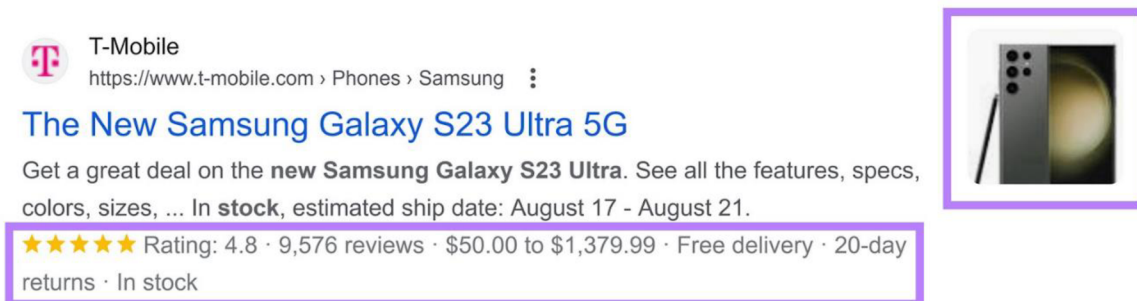 T-Mobile
https://www.t-mobile.com › Phones › Samsung
The New Samsung Galaxy S23 Ultra 5G
Get a great deal on the new Samsung Galaxy S23 Ultra. See all the features, specs,
colors, sizes, ... In stock, estimated ship date: August 17 - August 21.
Rating: 4.8 · 9,576 reviews · $50.00 to $1,379.99 · Free delivery · 20-day
returns · In stock